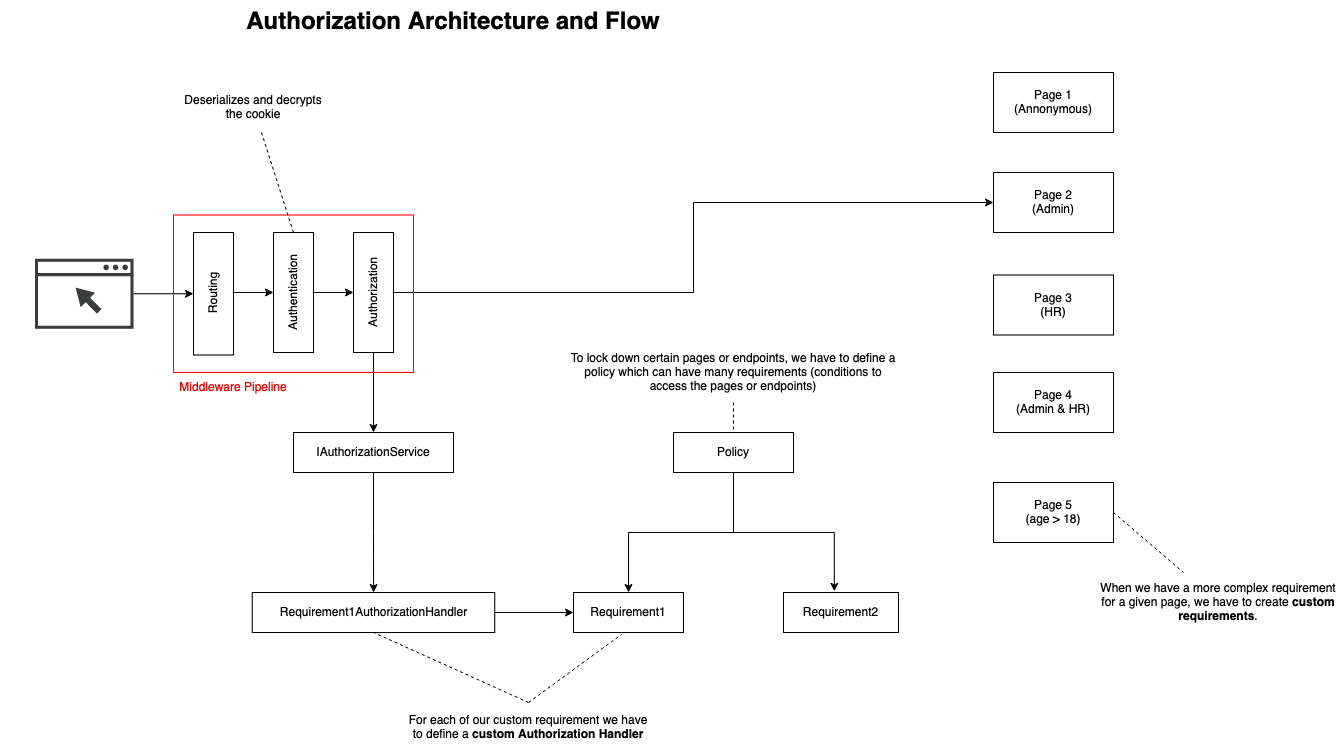 Authorization Architecture and Flow
Deserializes and decrypts
the cookie
Page 1
(Annonymous)
Page 2
(Admin)
Routing
Authentication
Authorization
Page 3
(HR)
Middleware Pipeline
To lock down certain pages or endpoints, we have to define a
policy which can have many requirements (conditions to
access the pages or endpoints)
Page 4
(Admin & HR)
IAuthorizationService
Policy
Page 5
(age > 18)
When we have a more complex requirement
for a given page, we have to create custom
requirements.
Requirement1AuthorizationHandler
Requirement1
Requirement2
For each of our custom requirement we have
to define a custom Authorization Handler